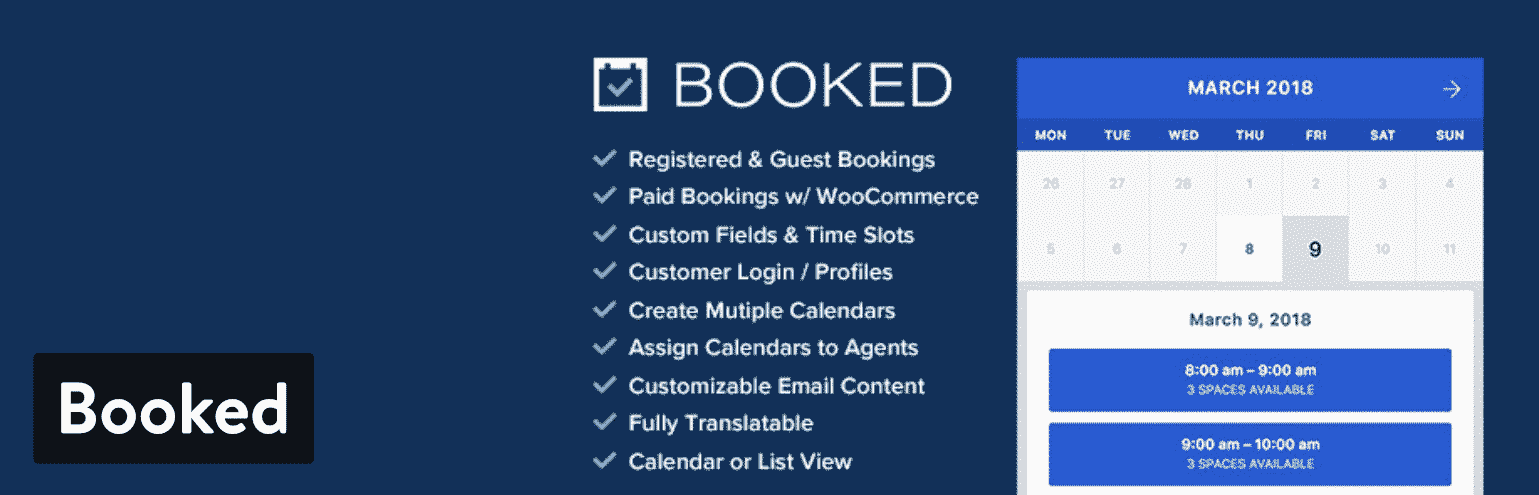 BOOKED
Registered & Guest Bookings
Paid Bookings w/ WooCommerce
Custom Fields & Time Slots
Customer Login / Profiles
Create Mutiple Calendars
Assign Calendars to Agents
Customizable Email Content
Fully Translatable
Calendar or List View
Booked
MARCH 2018
MON TUE WED THU FRI SAT SUN
26 27 28 1 2 3 4
5 6 7 8 9 10 11
March 9, 2018
8:00 am – 9:00 am
3 SPACES AVAILABLE
9:00 am – 10:00 am
3 SPACES AVAILABLE